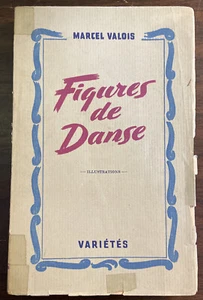 MARCEL VALOIS
Figures
de
Danse
— ILLUSTRATIONS —
VARIÉTÉS